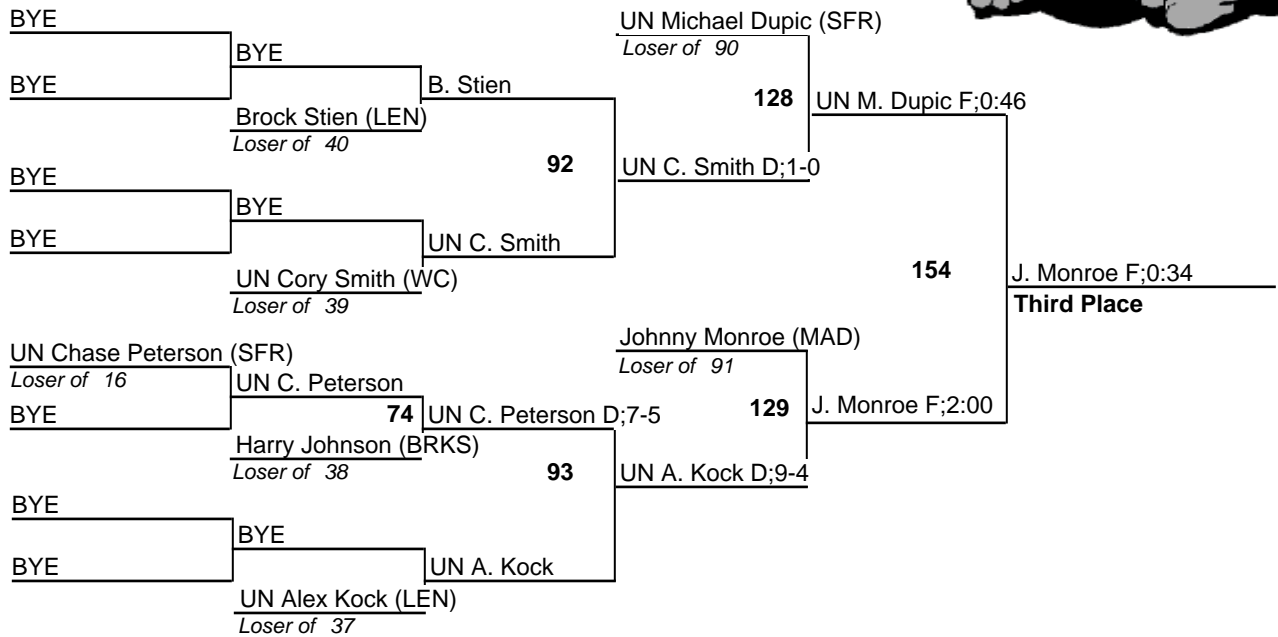 BYE
UN Michael Dupic (SFR)
Loser of 90
BYE
BYE
B. Stien
128
UN M. Dupic F;0:46
Brock Stien (LEN)
Loser of 40
92
UN C. Smith D;1-0
BYE
BYE
BYE
UN C. Smith
154
J. Monroe F;0:34
Third Place
UN Cory Smith (WC)
Loser of 39
Johnny Monroe (MAD)
Loser of 91
UN Chase Peterson (SFR)
Loser of 16
UN C. Peterson
BYE
74
UN C. Peterson D;7-5
129
J. Monroe F;2:00
Harry Johnson (BRKS)
Loser of 38
93
UN A. Kock D;9-4
BYE
BYE
BYE
UN A. Kock
UN Alex Kock (LEN)
Loser of 37